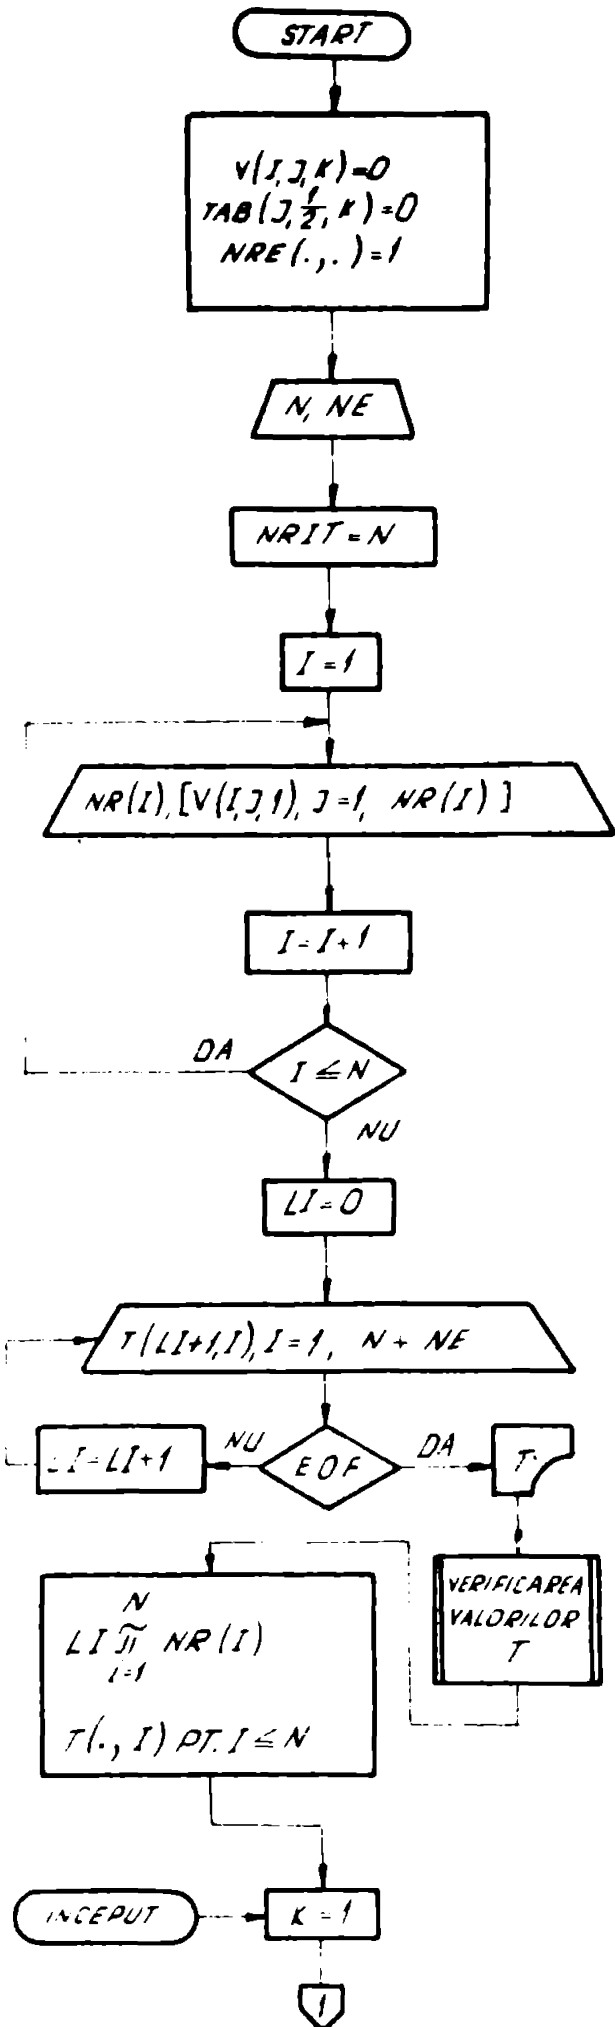 START
V(I,J,K)=0
TAB(J,1/2,K)=0
NRE(.,.)=1
N, NE
NRIT=N
I=1
NR(I),[V(I,J,1), J=1, NR(I)]
I=I+1
DA
I≤N
NU
LI=0
T(LI+1,I), I=1, N+NE
LI=LI+1
NU
EOF
DA
T
VERIFICAREA
VALORILOR
T
N
LI π NR(I)
I=1
T(.,I) PT. I≤N
INCEPUT
K=1
1